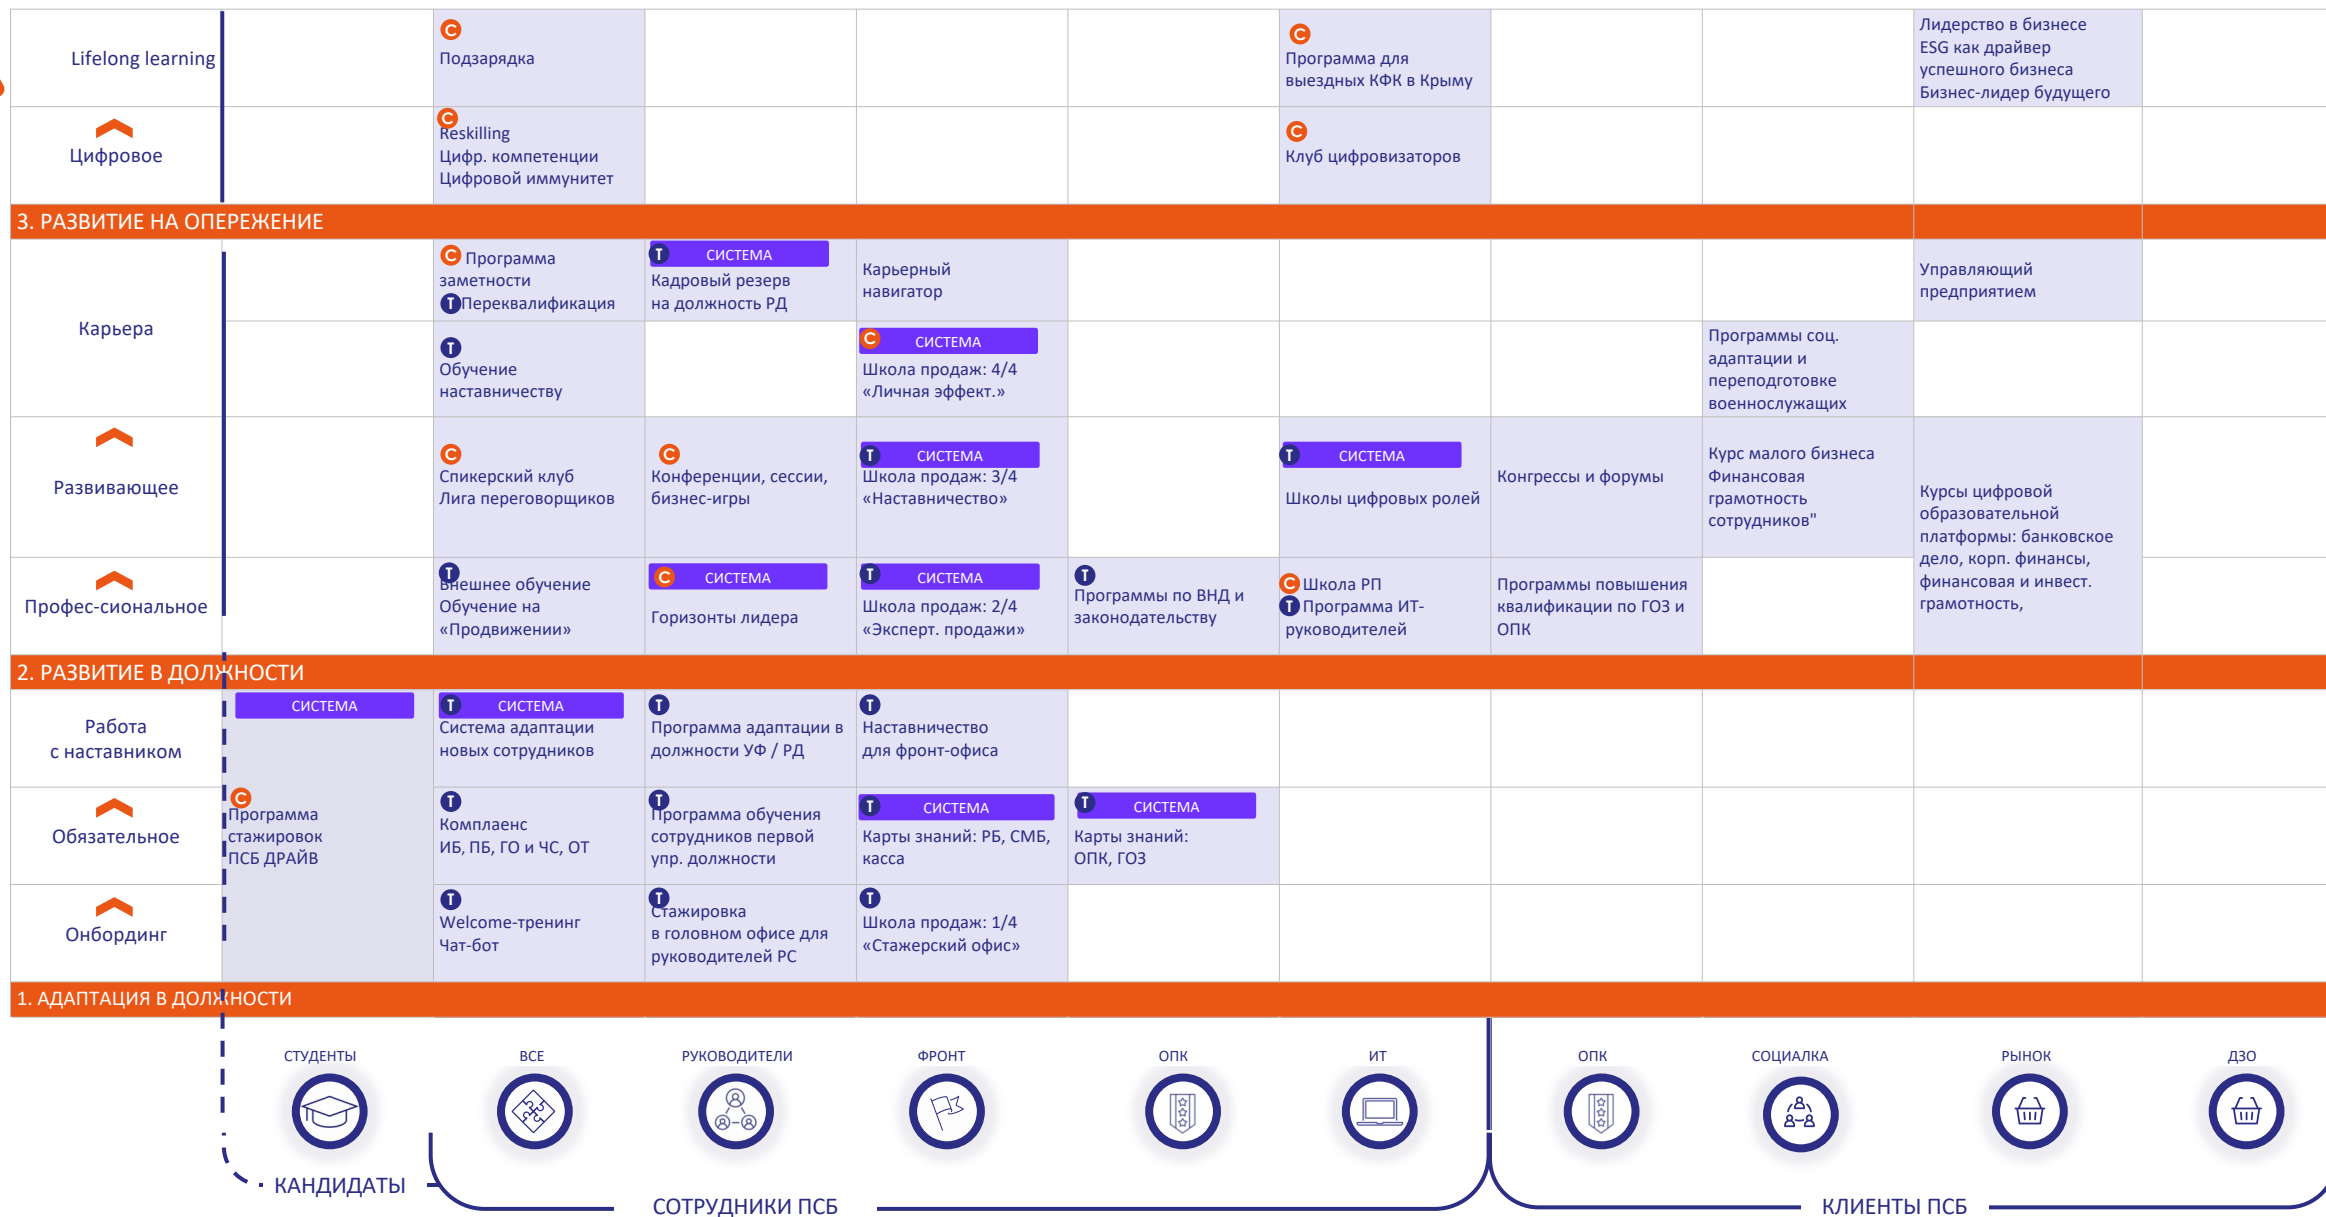 Lifelong learning
С
Подзарядка
С
Программа для
выездных КФК в Крыму
Лидерство в бизнесе
ESG как драйвер
успешного бизнеса
Бизнес-лидер будущего
Цифровое
С
Reskilling
Цифр. компетенции
Цифровой иммунитет
С
Клуб цифровизаторов
3. РАЗВИТИЕ НА ОПЕРЕЖЕНИЕ
Карьера
С Программа
заметности
Т Переквалификация
Т СИСТЕМА
Кадровый резерв
на должность РД
Карьерный
навигатор
Управляющий
предприятием
Т
Обучение
наставничеству
С СИСТЕМА
Школа продаж: 4/4
«Личная эффект.»
Программы соц.
адаптации и
переподготовке
военнослужащих
Развивающее
С
Спикерский клуб
Лига переговорщиков
С
Конференции, сессии,
бизнес-игры
Т СИСТЕМА
Школа продаж: 3/4
«Наставничество»
Т СИСТЕМА
Школы цифровых ролей
Конгрессы и форумы
Курс малого бизнеса
Финансовая
грамотность
сотрудников"
Курсы цифровой
образовательной
платформы: банковское
дело, корп. финансы,
финансовая и инвест.
грамотность,
Профес-сиональное
Т
Внешнее обучение
Обучение на
«Продвижении»
С СИСТЕМА
Горизонты лидера
Т СИСТЕМА
Школа продаж: 2/4
«Эксперт. продажи»
Т
Программы по ВНД и
законодательству
С Школа РП
Т Программа ИТ-
руководителей
Программы повышения
квалификации по ГОЗ и
ОПК
2. РАЗВИТИЕ В ДОЛЖНОСТИ
Работа
с наставником
СИСТЕМА
Т СИСТЕМА
Система адаптации
новых сотрудников
Т
Программа адаптации в
должности УФ / РД
Т
Наставничество
для фронт-офиса
С
Программа
стажировок
ПСБ ДРАЙВ
Обязательное
Т
Комплаенс
ИБ, ПБ, ГО и ЧС, ОТ
Т
Программа обучения
сотрудников первой
упр. должности
Т СИСТЕМА
Карты знаний: РБ, СМБ,
касса
Т СИСТЕМА
Карты знаний:
ОПК, ГОЗ
Онбординг
Т
Welcome-тренинг
Чат-бот
Т
Стажировка
в головном офисе для
руководителей РС
Т
Школа продаж: 1/4
«Стажерский офис»
1. АДАПТАЦИЯ В ДОЛЖНОСТИ
СТУДЕНТЫ
ВСЕ
РУКОВОДИТЕЛИ
ФРОНТ
ОПК
ИТ
ОПК
СОЦИАЛКА
РЫНОК
ДЗО
КАНДИДАТЫ
СОТРУДНИКИ ПСБ
КЛИЕНТЫ ПСБ